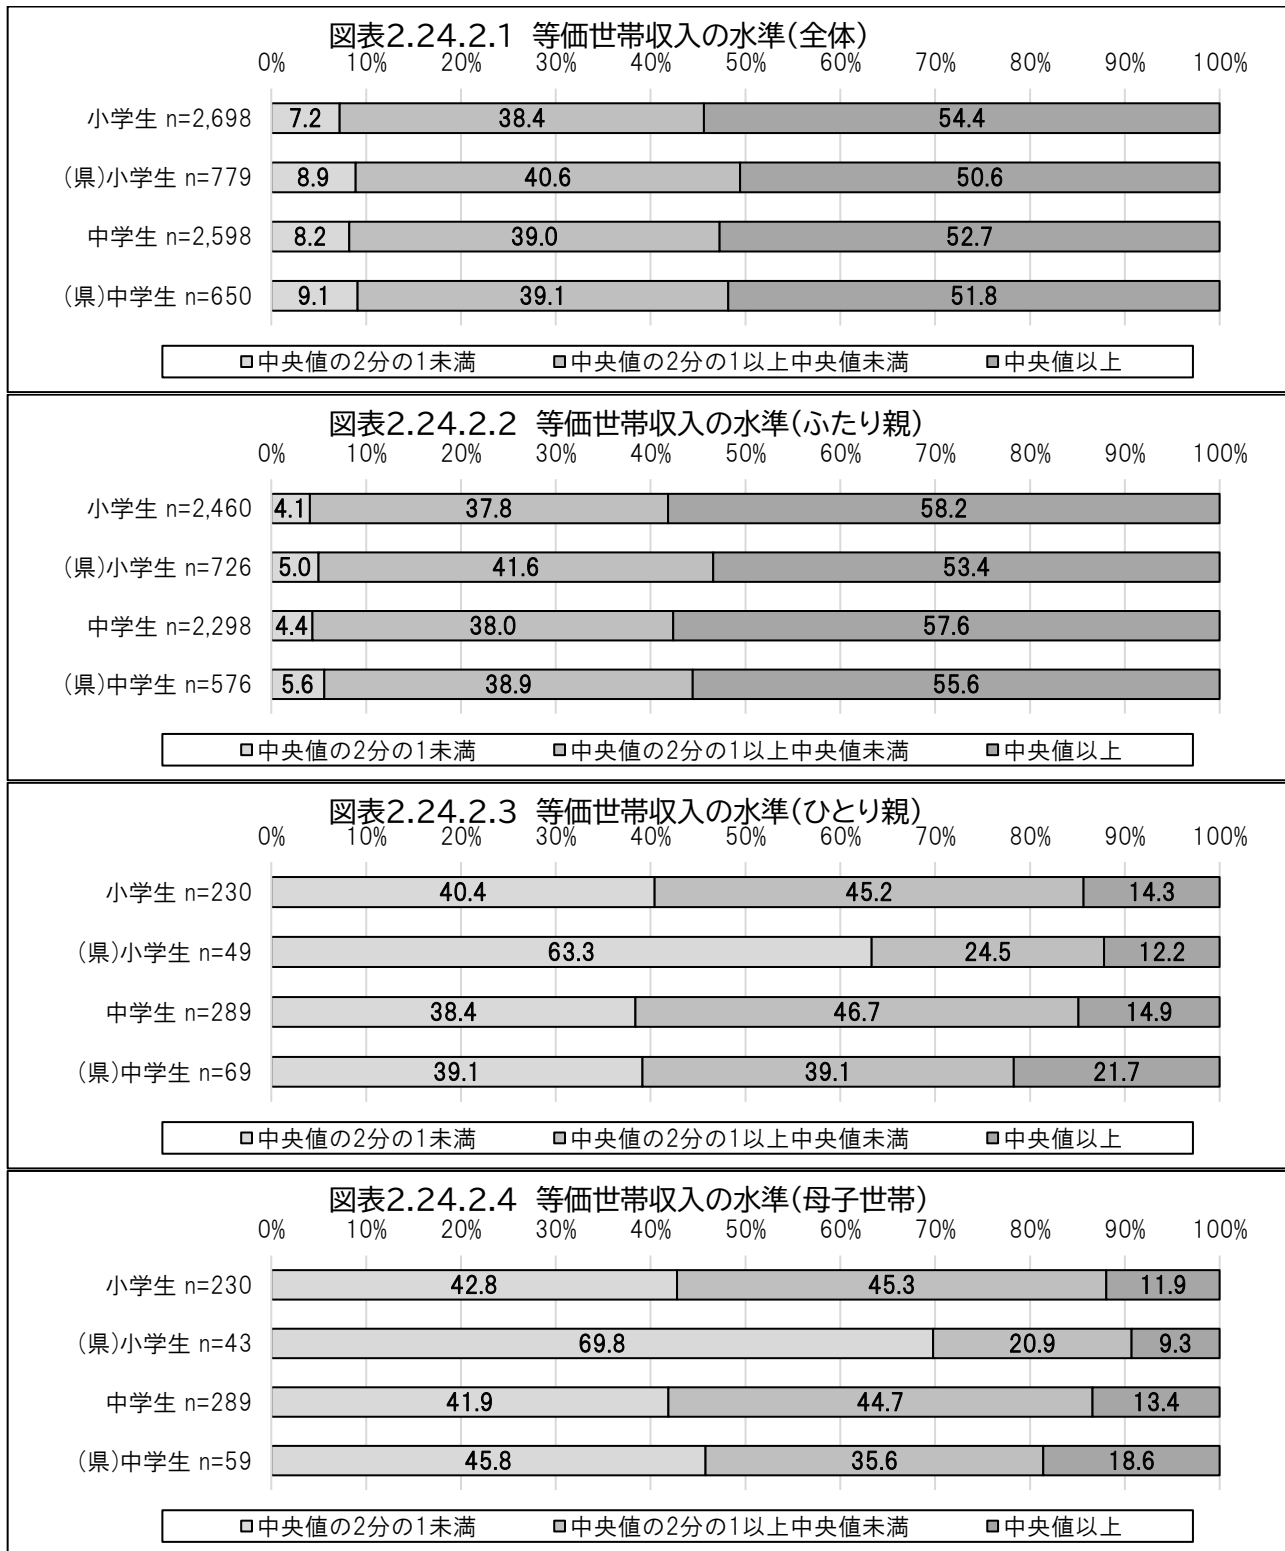 図表2.24.2.1 等価世帯収入の水準(全体)
0% 10% 20% 30% 40% 50% 60% 70% 80% 90% 100%
小学生 n=2,698 7.2 38.4 54.4
(県)小学生 n=779 8.9 40.6 50.6
中学生 n=2,598 8.2 39.0 52.7
(県)中学生 n=650 9.1 39.1 51.8
中央値の2分の1未満 中央値の2分の1以上中央値未満 中央値以上
図表2.24.2.2 等価世帯収入の水準(ふたり親)
0% 10% 20% 30% 40% 50% 60% 70% 80% 90% 100%
小学生 n=2,460 4.1 37.8 58.2
(県)小学生 n=726 5.0 41.6 53.4
中学生 n=2,298 4.4 38.0 57.6
(県)中学生 n=576 5.6 38.9 55.6
中央値の2分の1未満 中央値の2分の1以上中央値未満 中央値以上
図表2.24.2.3 等価世帯収入の水準(ひとり親)
0% 10% 20% 30% 40% 50% 60% 70% 80% 90% 100%
小学生 n=230 40.4 45.2 14.3
(県)小学生 n=49 63.3 24.5 12.2
中学生 n=289 38.4 46.7 14.9
(県)中学生 n=69 39.1 39.1 21.7
中央値の2分の1未満 中央値の2分の1以上中央値未満 中央値以上
図表2.24.2.4 等価世帯収入の水準(母子世帯)
0% 10% 20% 30% 40% 50% 60% 70% 80% 90% 100%
小学生 n=230 42.8 45.3 11.9
(県)小学生 n=43 69.8 20.9 9.3
中学生 n=289 41.9 44.7 13.4
(県)中学生 n=59 45.8 35.6 18.6
中央値の2分の1未満 中央値の2分の1以上中央値未満 中央値以上